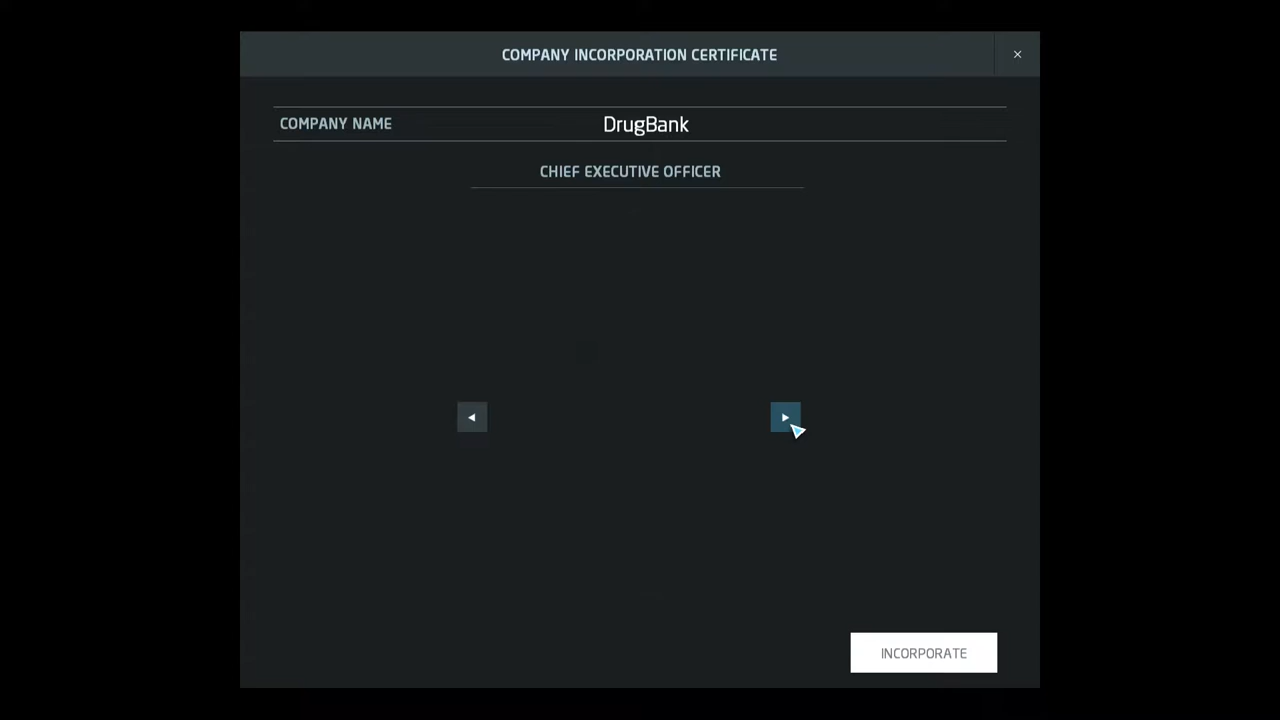 COMPANY INCORPORATION CERTIFICATE
COMPANY NAME DrugBank
CHIEF EXECUTIVE OFFICER
INCORPORATE